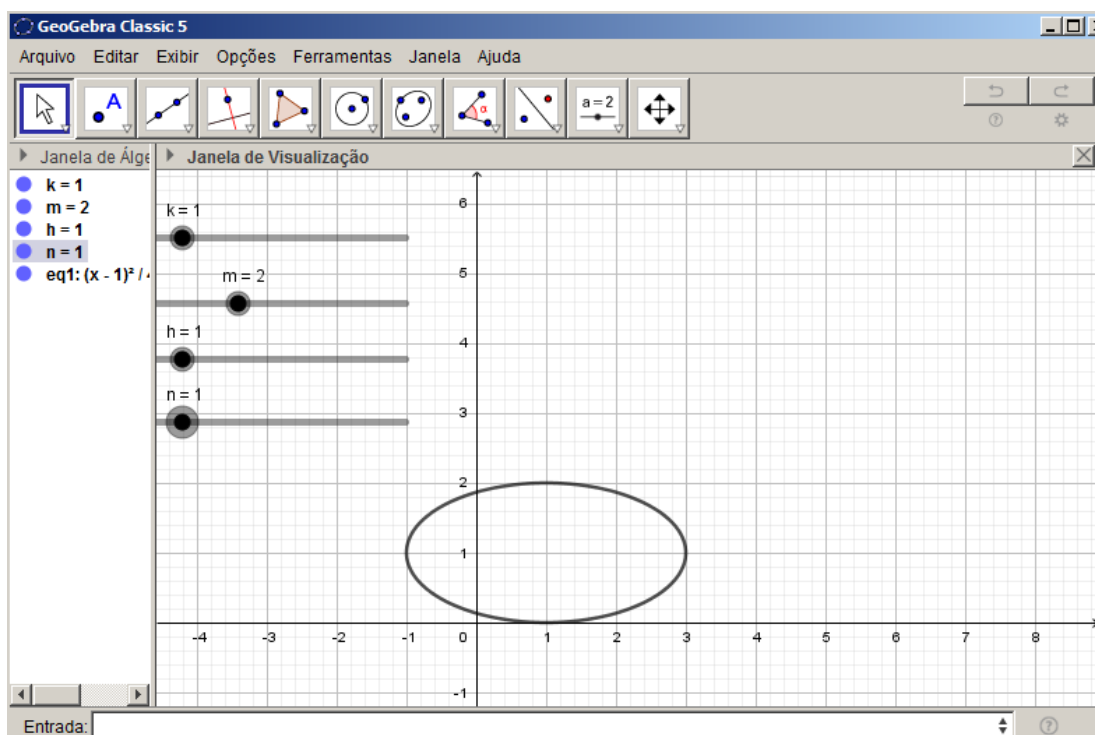 GeoGebra Classic 5
Arquivo Editar Exibir Opções Ferramentas Janela Ajuda
A
α
a = 2
Janela de Álge
Janela de Visualização
k = 1
m = 2
h = 1
n = 1
eq1: (x - 1)² /
k = 1
m = 2
h = 1
n = 1
6
5
4
3
2
1
-4 -3 -2 -1 0 1 2 3 4 5 6 7 8
-1
Entrada: